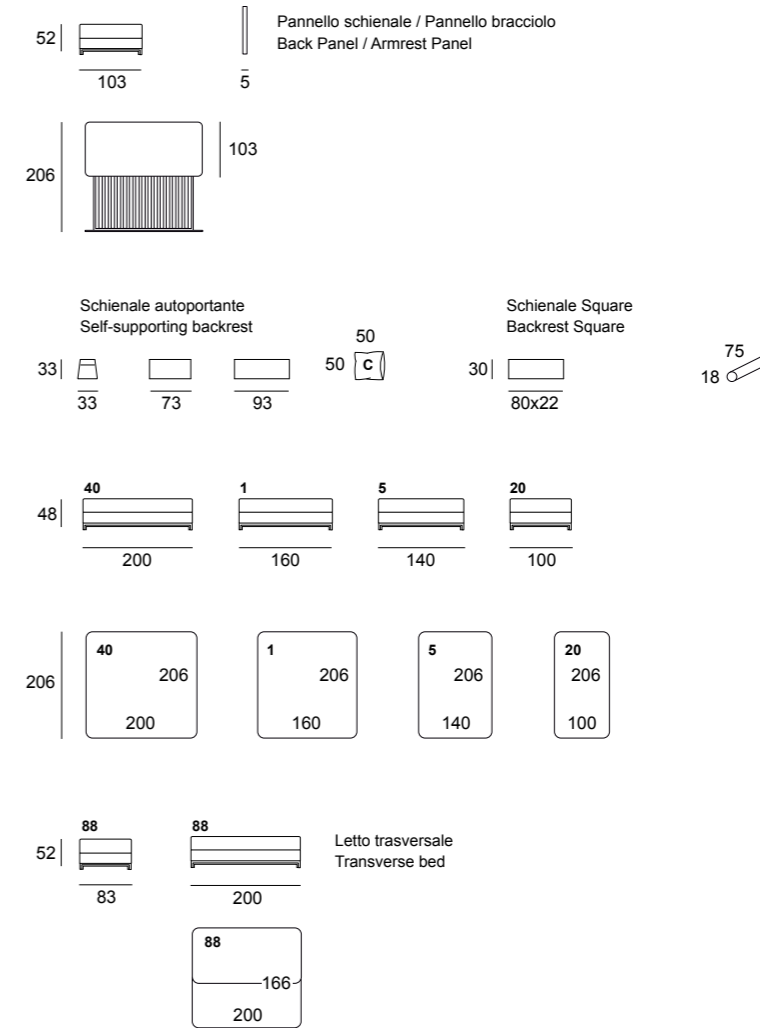 Pannello schienale / Pannello bracciolo
Back Panel / Armrest Panel
52
103
5
206
103
Schienale autoportante
Self-supporting backrest
Schienale Square
Backrest Square
50
50 C
33
33
73
93
30
80x22
75
18
40 1 5 20
48
200 160 140 100
40 1 5 20
206 206 206 206
206
200 160 140 100
88 88
52
Letto trasversale
Transverse bed
83 200
88
166
200